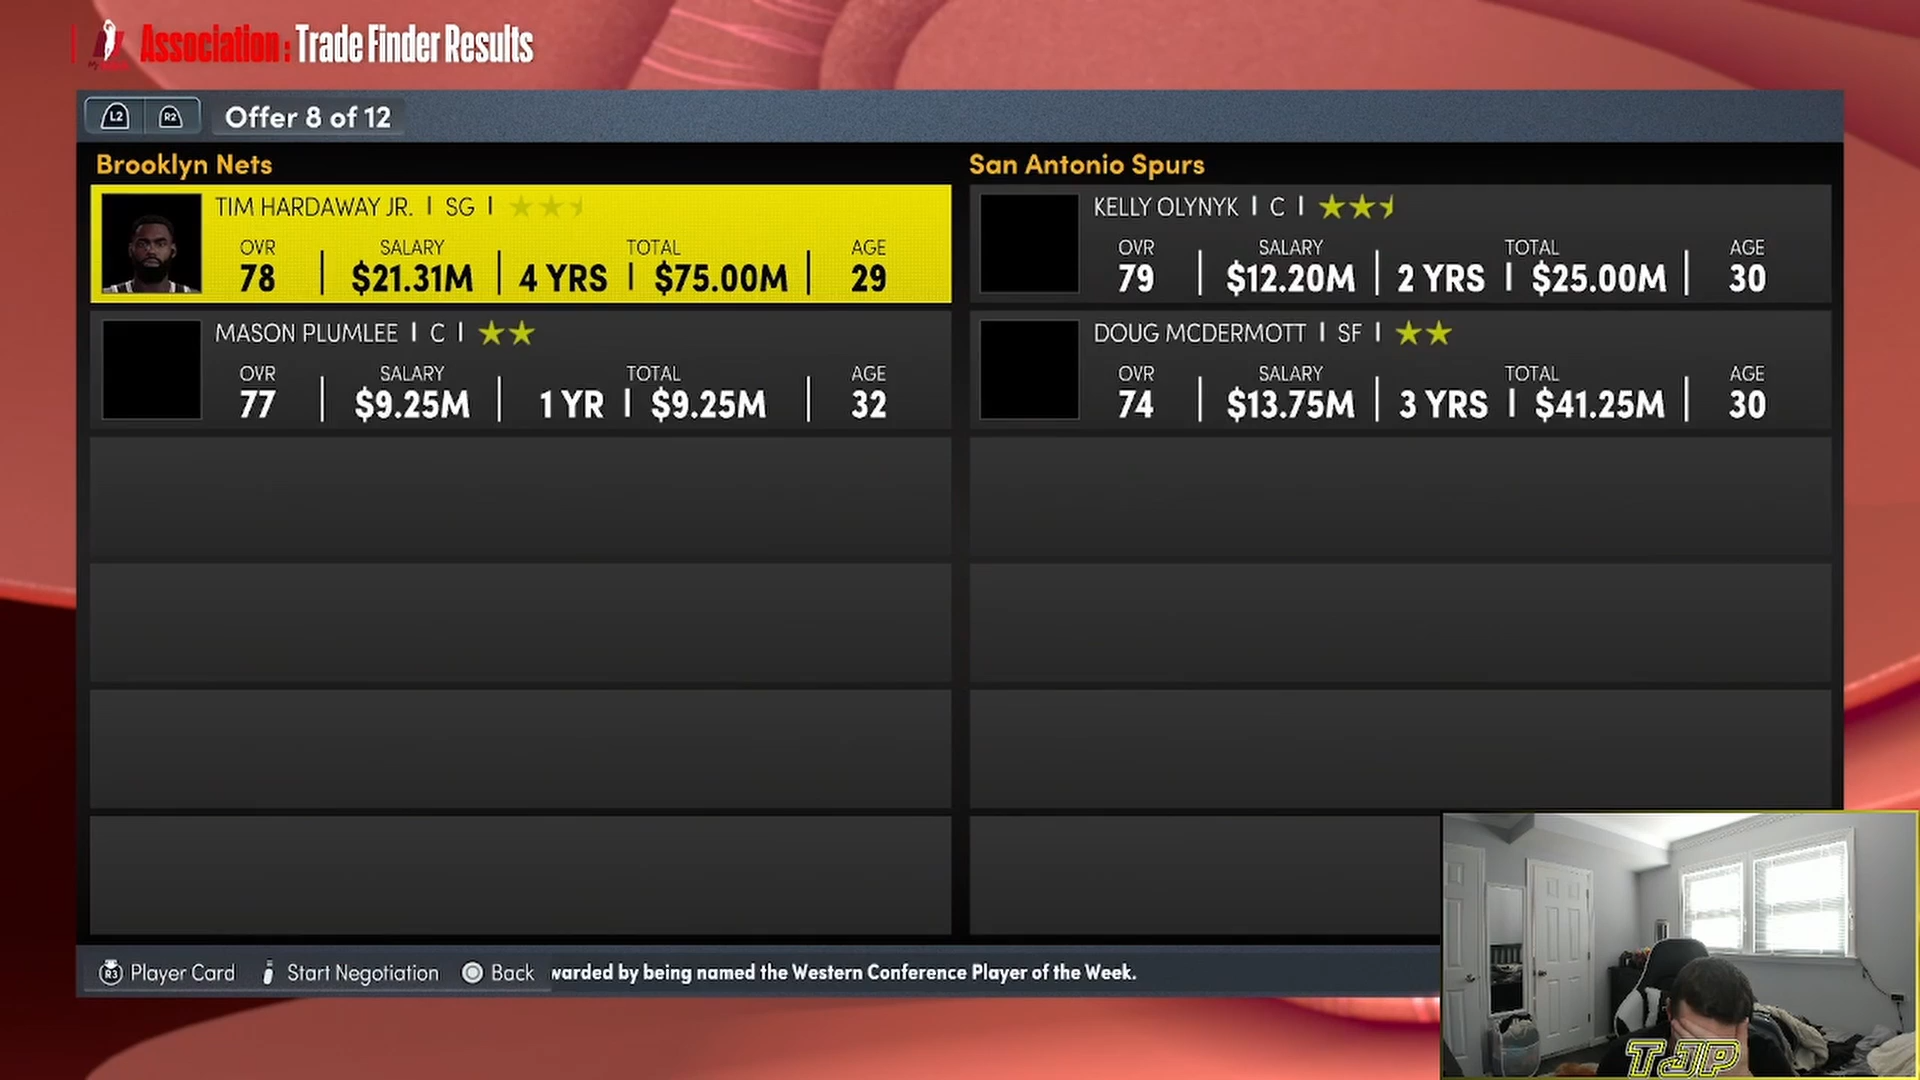 Association : Trade Finder Results
L2 R2 Offer 8 of 12
Brooklyn Nets
TIM HARDAWAY JR. | SG |
OVR SALARY TOTAL AGE
78 | $21.31M | 4 YRS | $75.00M | 29
MASON PLUMLEE | C |
OVR SALARY TOTAL AGE
77 | $9.25M | 1 YR | $9.25M | 32
San Antonio Spurs
KELLY OLYNYK | C |
OVR SALARY TOTAL AGE
79 | $12.20M | 2 YRS | $25.00M | 30
DOUG MCDERMOTT | SF |
OVR SALARY TOTAL AGE
74 | $13.75M | 3 YRS | $41.25M | 30
R3 Player Card Start Negotiation Back warded by being named the Western Conference Player of the Week.
TJP